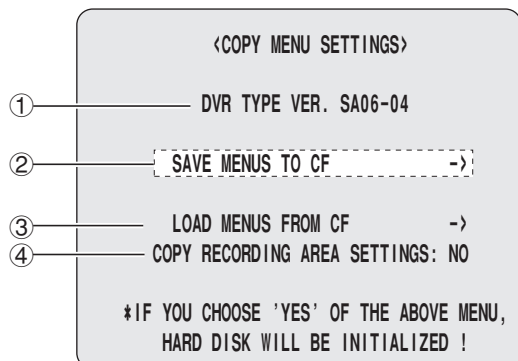 <COPY MENU SETTINGS>
① DVR TYPE VER. SA06-04
② SAVE MENUS TO CF ->
③ LOAD MENUS FROM CF ->
④ COPY RECORDING AREA SETTINGS: NO
*IF YOU CHOOSE 'YES' OF THE ABOVE MENU,
HARD DISK WILL BE INITIALIZED !